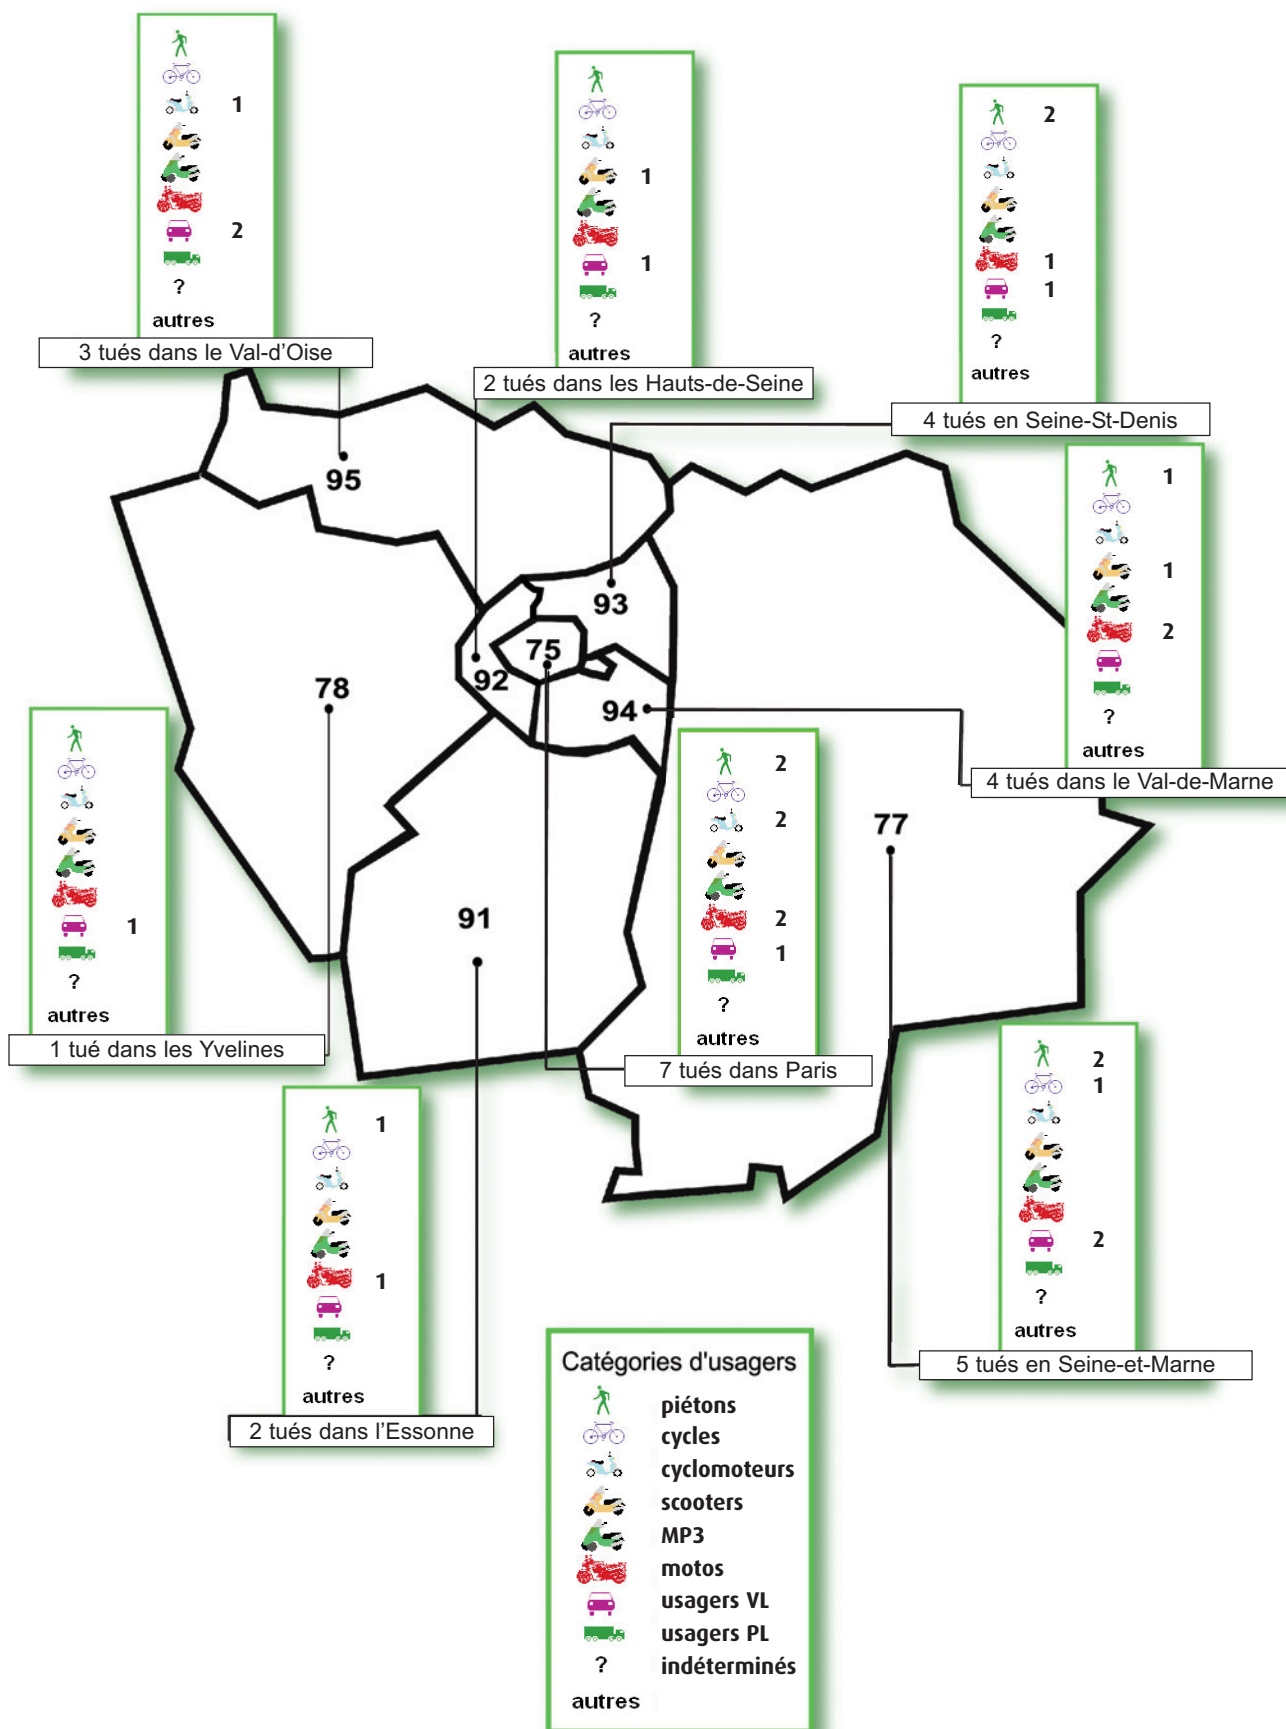 1
2
?
autres
3 tués dans le Val-d'Oise
1
1
?
autres
2 tués dans les Hauts-de-Seine
2
1
1
?
autres
4 tués en Seine-St-Denis
1
1
2
?
autres
4 tués dans le Val-de-Marne
95
93
75
92
78
94
77
91
1
?
autres
1 tué dans les Yvelines
2
2
2
1
?
autres
7 tués dans Paris
1
1
?
autres
2 tués dans l'Essonne
2
1
2
?
autres
5 tués en Seine-et-Marne
Catégories d'usagers
piétons
cycles
cyclomoteurs
scooters
MP3
motos
usagers VL
usagers PL
? indéterminés
autres